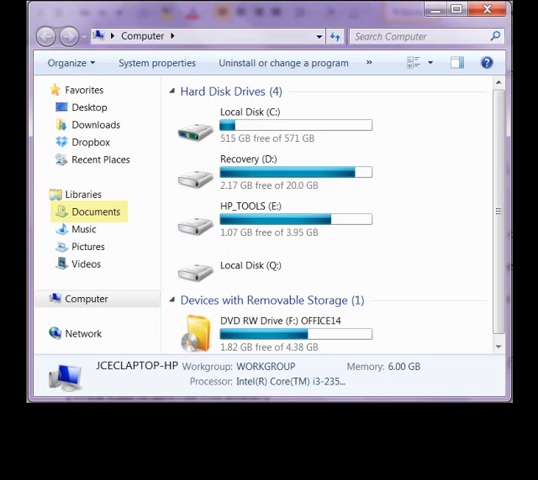 Computer
Search Computer
Organize
System properties
Uninstall or change a program
»
Favorites
Desktop
Downloads
Dropbox
Recent Places
Libraries
Documents
Music
Pictures
Videos
Computer
Network
Hard Disk Drives (4)
Local Disk (C:)
515 GB free of 571 GB
Recovery (D:)
2.17 GB free of 20.0 GB
HP_TOOLS (E:)
1.07 GB free of 3.95 GB
Local Disk (Q:)
Devices with Removable Storage (1)
DVD RW Drive (F:) OFFICE14
1.82 GB free of 4.38 GB
JCECLAPTOP-HP Workgroup: WORKGROUP Memory: 6.00 GB
Processor: Intel(R) Core(TM) i3-235...